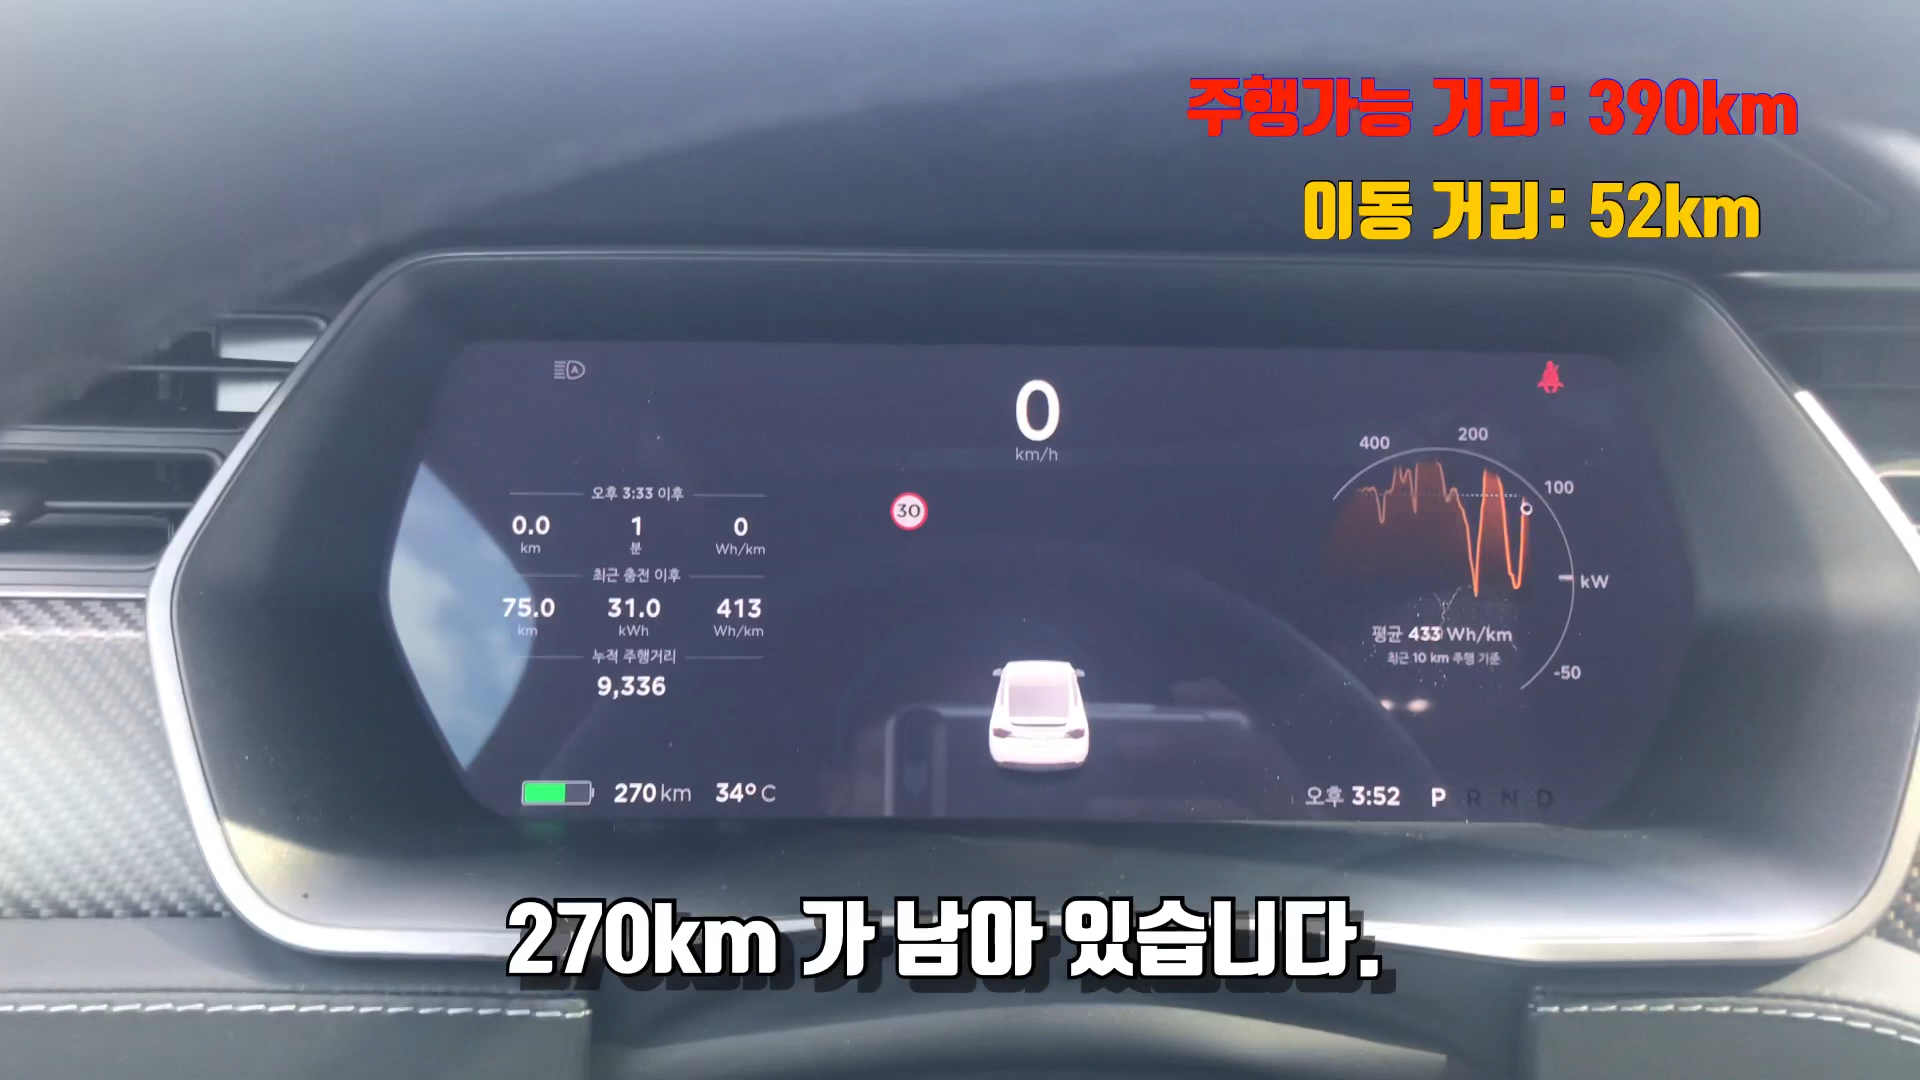 주행가능 거리: 390km
이동 거리: 52km
A
0
km/h
오후 3:33 이후
0.0 1 0
km 분 Wh/km
최근 충전 이후
75.0 31.0 413
km kWh Wh/km
누적 주행거리
9,336
270 km 34° C
30
400 200
100
kW
-50
평균 433 Wh/km
최근 10 km 주행 기준
오후 3:52 P R N D
270km 가 남아 있습니다.